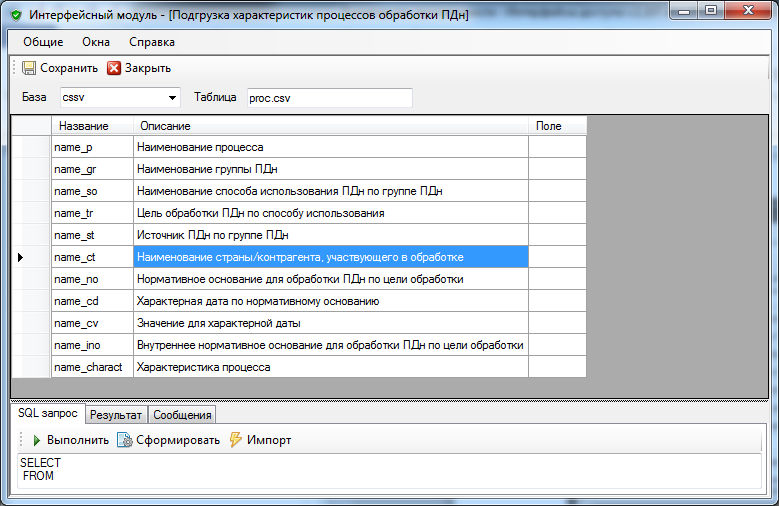 Интерфейсный модуль - [Подгрузка характеристик процессов обработки ПДн]
Общие Окна Справка
Сохранить Закрыть
База cssv Таблица proc.csv
Название Описание Поле
name_p Наименование процесса
name_gr Наименование группы ПДн
name_so Наименование способа использования ПДн по группе ПДн
name_tr Цель обработки ПДн по способу использования
name_st Источник ПДн по группе ПДн
name_ct Наименование страны/контрагента, участвующего в обработке
name_no Нормативное основание для обработки ПДн по цели обработки
name_cd Характерная дата по нормативному основанию
name_cv Значение для характерной даты
name_ino Внутреннее нормативное основание для обработки ПДн по цели обработки
name_charact Характеристика процесса
SQL запрос Результат Сообщения
Выполнить Сформировать Импорт
SELECT
FROM